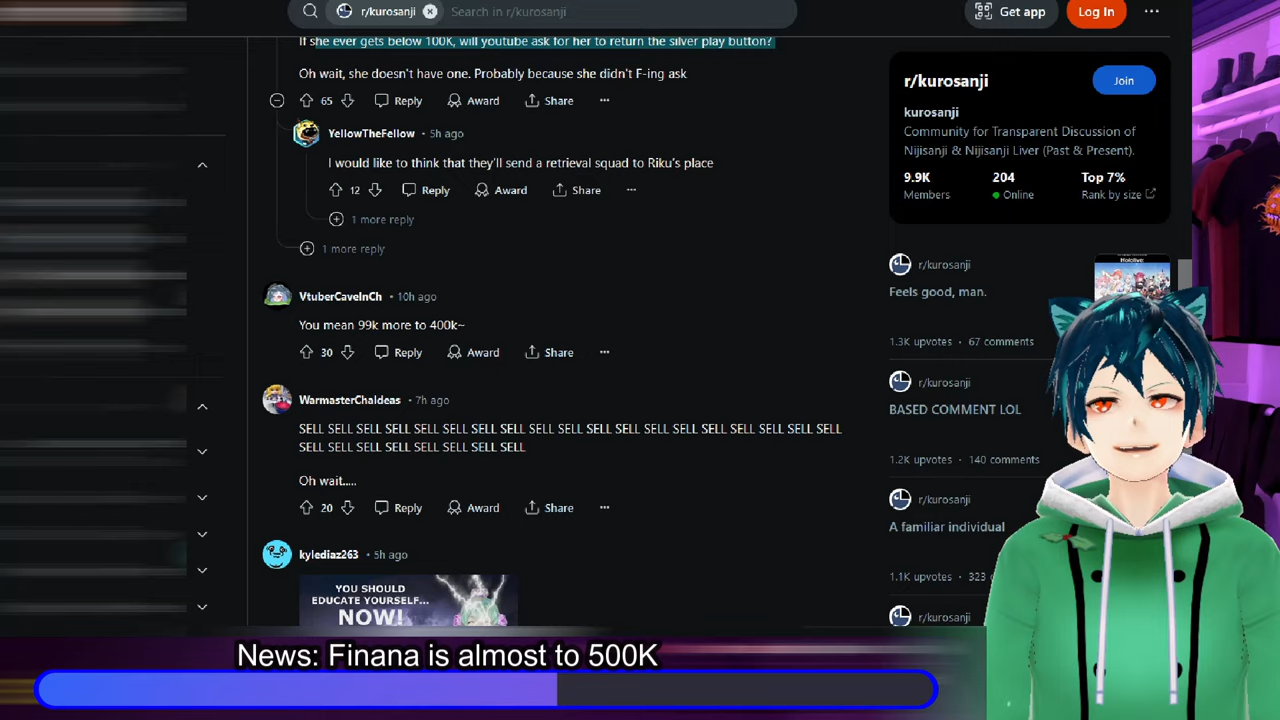 r/kurosanji
Search in r/kurosanji
Get app
Log In
If she ever gets below 100K, will youtube ask for her to return the silver play button?
Oh wait, she doesn't have one. Probably because she didn't F-ing ask
65 Reply Award Share
YellowTheFellow • 5h ago
I would like to think that they'll send a retrieval squad to Riku's place
12 Reply Award Share
1 more reply
1 more reply
VtuberCaveInCh • 10h ago
You mean 99k more to 400k~
30 Reply Award Share
WarmasterChaldeas • 7h ago
SELL SELL SELL SELL SELL SELL SELL SELL SELL SELL SELL SELL SELL SELL SELL SELL SELL SELL SELL
SELL SELL SELL SELL SELL SELL SELL SELL
Oh wait.....
20 Reply Award Share
kylediaz263 • 5h ago
YOU SHOULD
EDUCATE YOURSELF...
NOW!
r/kurosanji
Join
kurosanji
Community for Transparent Discussion of
Nijisanji & Nijisanji Liver (Past & Present).
9.9K 204 Top 7%
Members Online Rank by size
r/kurosanji
Hololive:
Feels good, man.
1.3K upvotes • 67 comments
r/kurosanji
BASED COMMENT LOL
1.2K upvotes • 140 comments
r/kurosanji
A familiar individual
1.1K upvotes • 323
r/kurosanji
News: Finana is almost to 500K